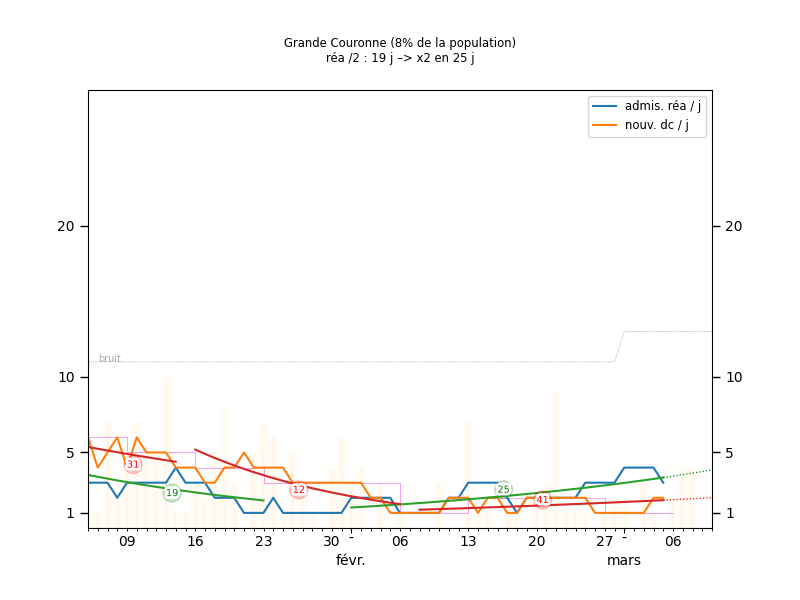 Grande Couronne (8% de la population)
réa /2 : 19 j –> x2 en 25 j
admis. réa / j
nouv. dc / j
20 20
bruit
10 10
5 5
31
19
12
25
41
1 1
09 16 23 30 - 06 13 20 27 - 06
févr. mars